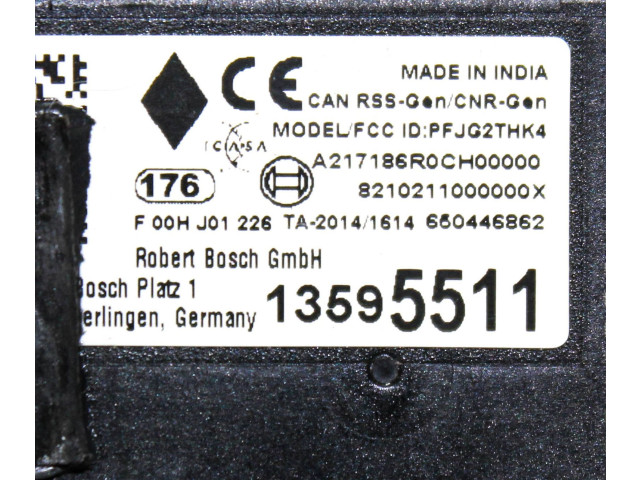 CE
MADE IN INDIA
CAN RSS-Gen/CNR-Gen
MODEL/FCC ID:PFJG2THK4
ICASA
A217186R0CH00000
176
8210211000000X
F 00H J01 226 TA-2014/1614 650446862
Robert Bosch GmbH
Bosch Platz 1
erlingen, Germany
13595511